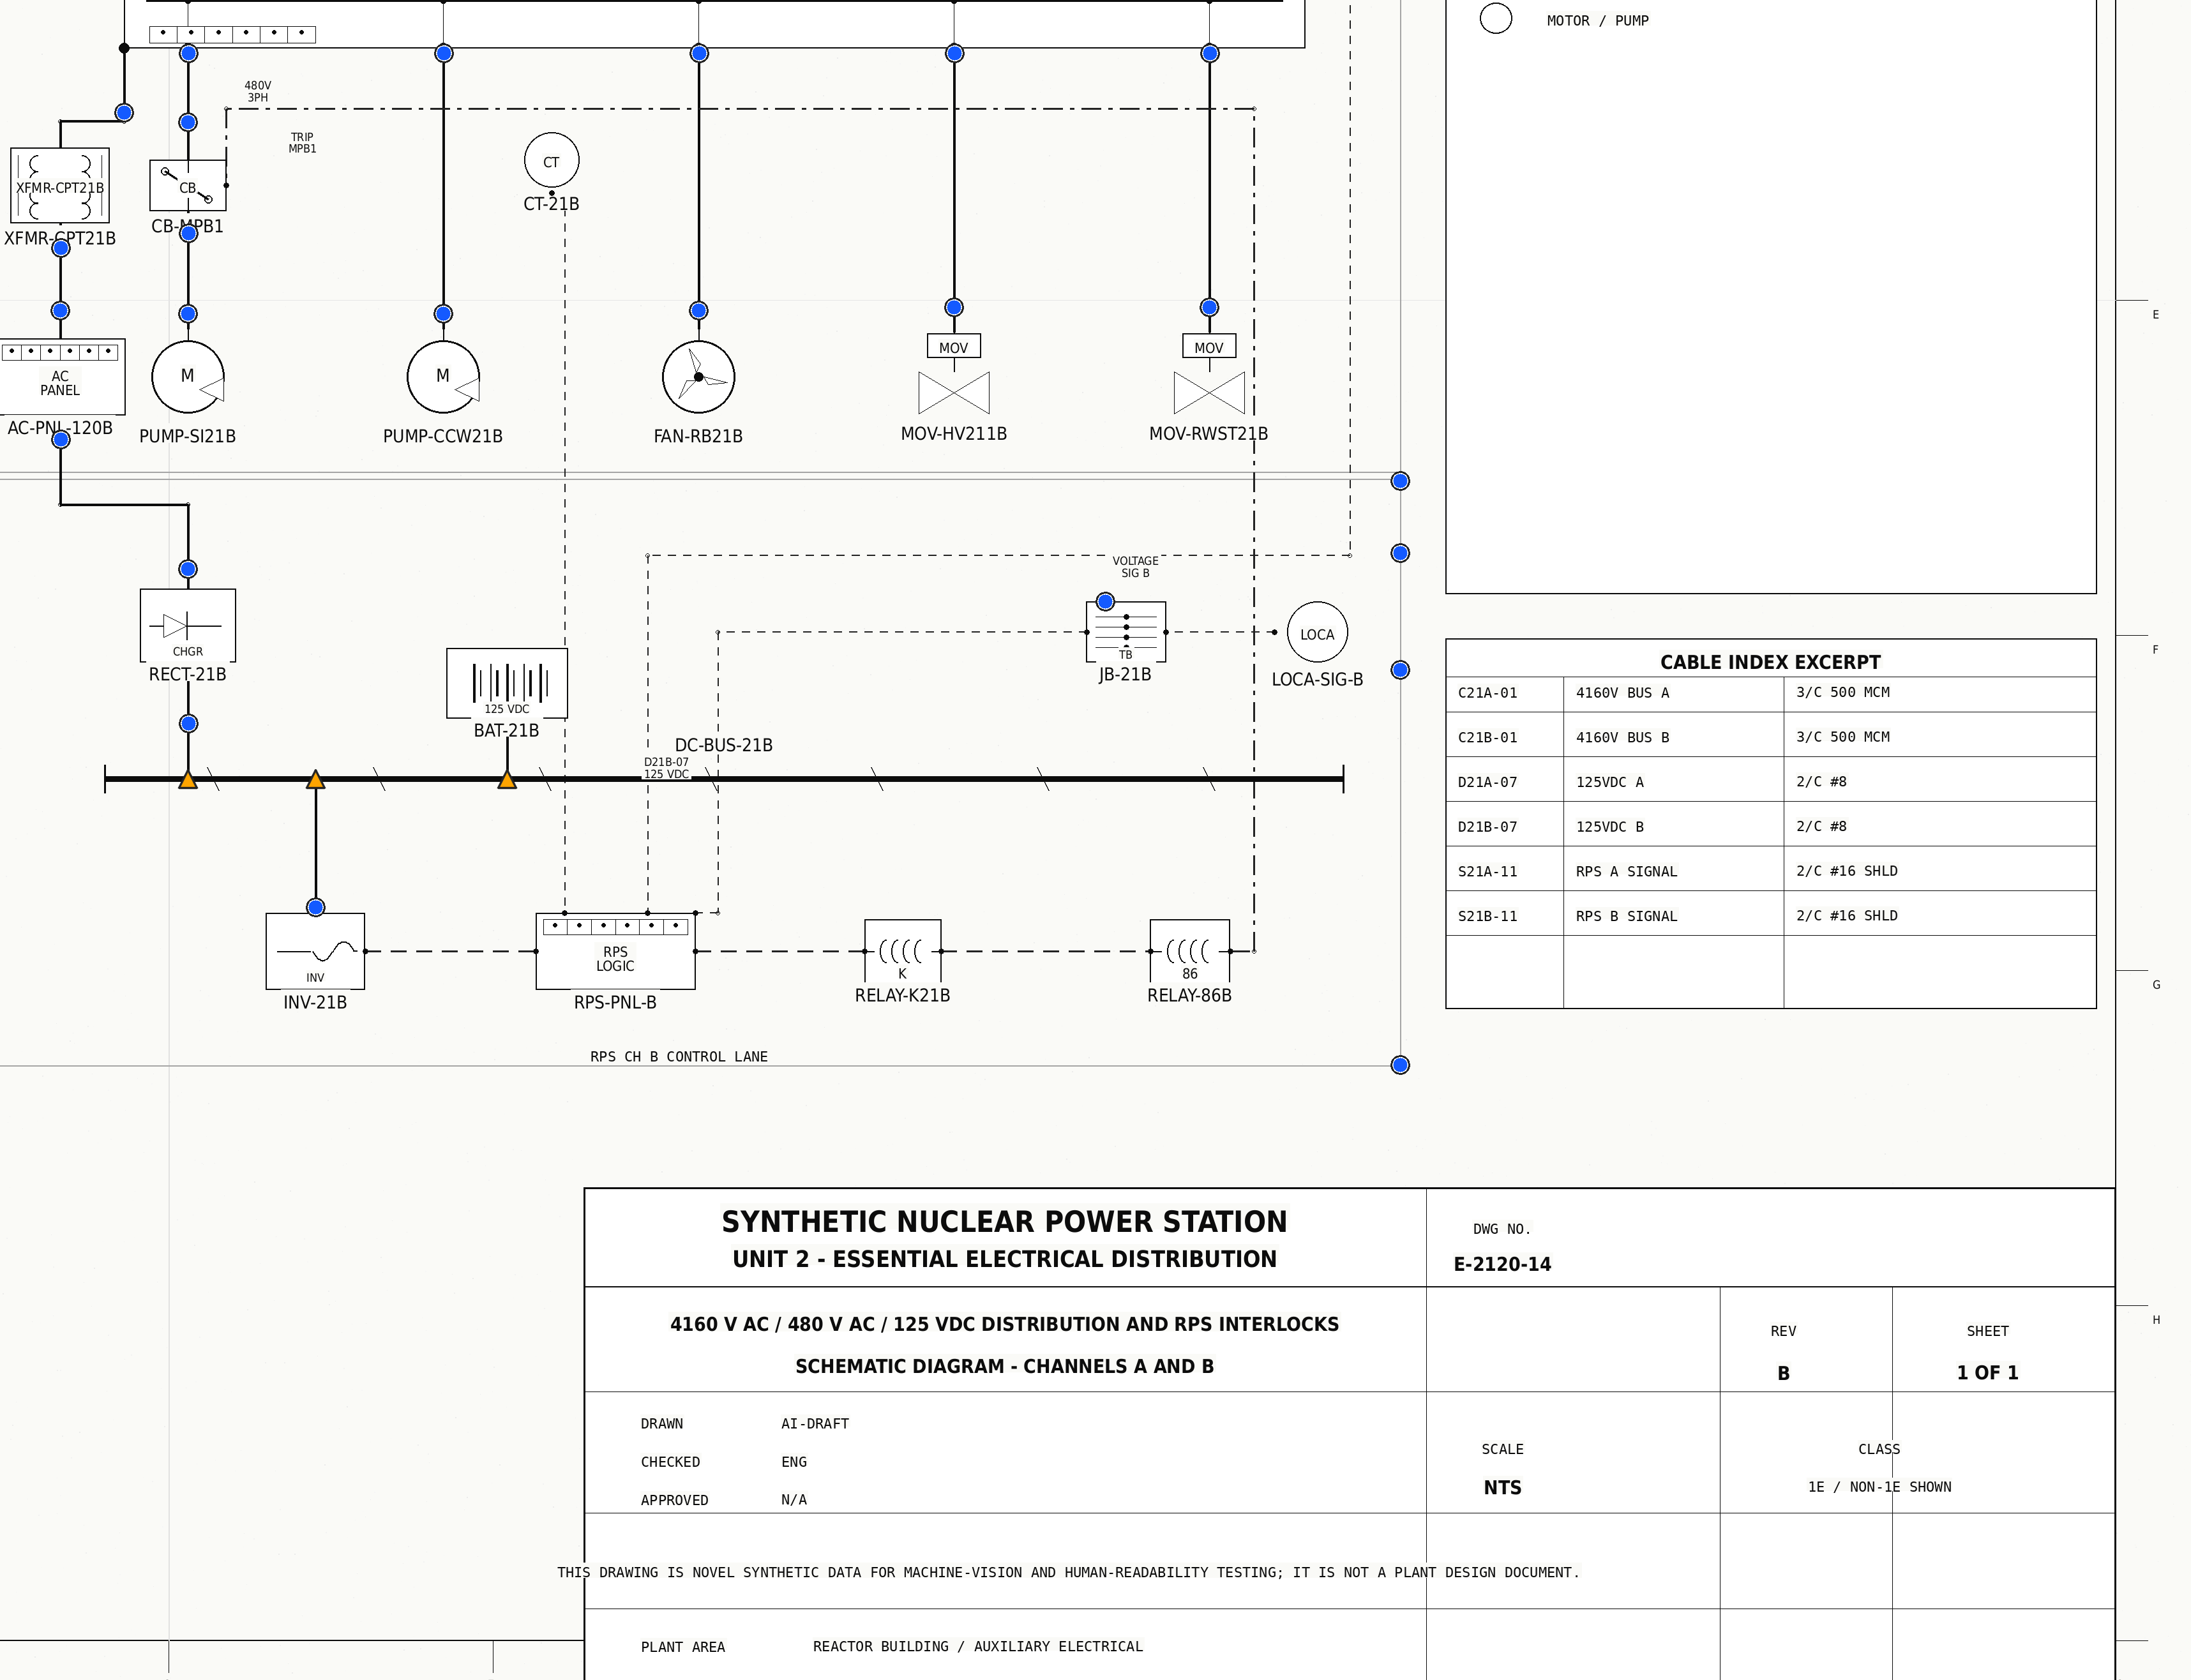 MOTOR / PUMP
480V
3PH
TRIP
MPB1
CT
CT-21B
XFMR-CPT21B
XFMR-CPT21B
CB
CB-MPB1
E
AC
PANEL
AC-PNL-120B
M
PUMP-SI21B
M
PUMP-CCW21B
FAN-RB21B
MOV
MOV-HV211B
MOV
MOV-RWST21B
VOLTAGE
SIG B
CHGR
RECT-21B
125 VDC
BAT-21B
TB
JB-21B
LOCA
LOCA-SIG-B
DC-BUS-21B
D21B-07
125 VDC
F
CABLE INDEX EXCERPT
C21A-01 4160V BUS A 3/C 500 MCM
C21B-01 4160V BUS B 3/C 500 MCM
D21A-07 125VDC A 2/C #8
D21B-07 125VDC B 2/C #8
S21A-11 RPS A SIGNAL 2/C #16 SHLD
S21B-11 RPS B SIGNAL 2/C #16 SHLD
INV
INV-21B
RPS
LOGIC
RPS-PNL-B
K
RELAY-K21B
86
RELAY-86B
G
RPS CH B CONTROL LANE
SYNTHETIC NUCLEAR POWER STATION
UNIT 2 - ESSENTIAL ELECTRICAL DISTRIBUTION
DWG NO.
E-2120-14
4160 V AC / 480 V AC / 125 VDC DISTRIBUTION AND RPS INTERLOCKS
SCHEMATIC DIAGRAM - CHANNELS A AND B
REV
B
SHEET
1 OF 1
H
DRAWN AI-DRAFT
CHECKED ENG
APPROVED N/A
SCALE
NTS
CLASS
1E / NON-1E SHOWN
THIS DRAWING IS NOVEL SYNTHETIC DATA FOR MACHINE-VISION AND HUMAN-READABILITY TESTING; IT IS NOT A PLANT DESIGN DOCUMENT.
PLANT AREA REACTOR BUILDING / AUXILIARY ELECTRICAL